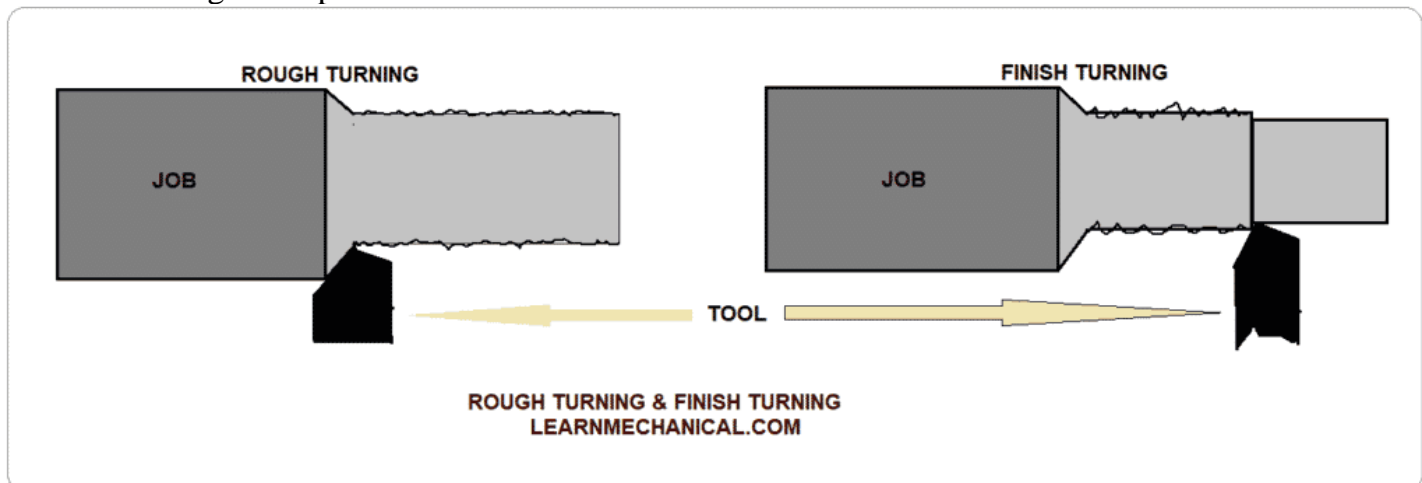 ROUGH TURNING
FINISH TURNING
JOB
JOB
TOOL
ROUGH TURNING & FINISH TURNING
LEARNMECHANICAL.COM